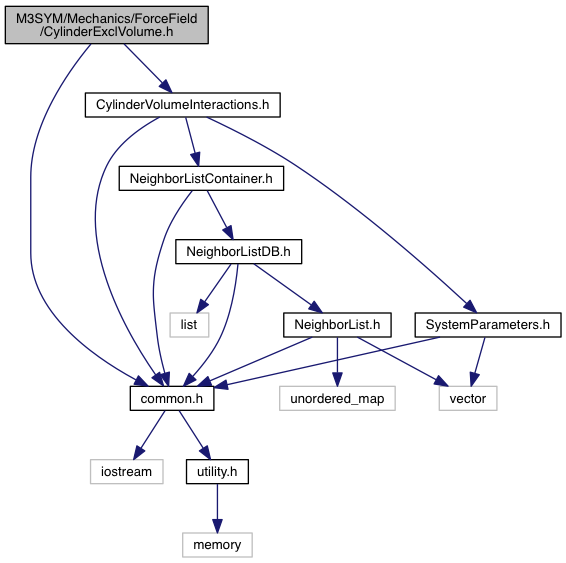 M3SYM/Mechanics/ForceField
/CylinderExclVolume.h
CylinderVolumeInteractions.h
NeighborListContainer.h
NeighborListDB.h
list
NeighborList.h
SystemParameters.h
common.h
unordered_map
vector
iostream
utility.h
memory